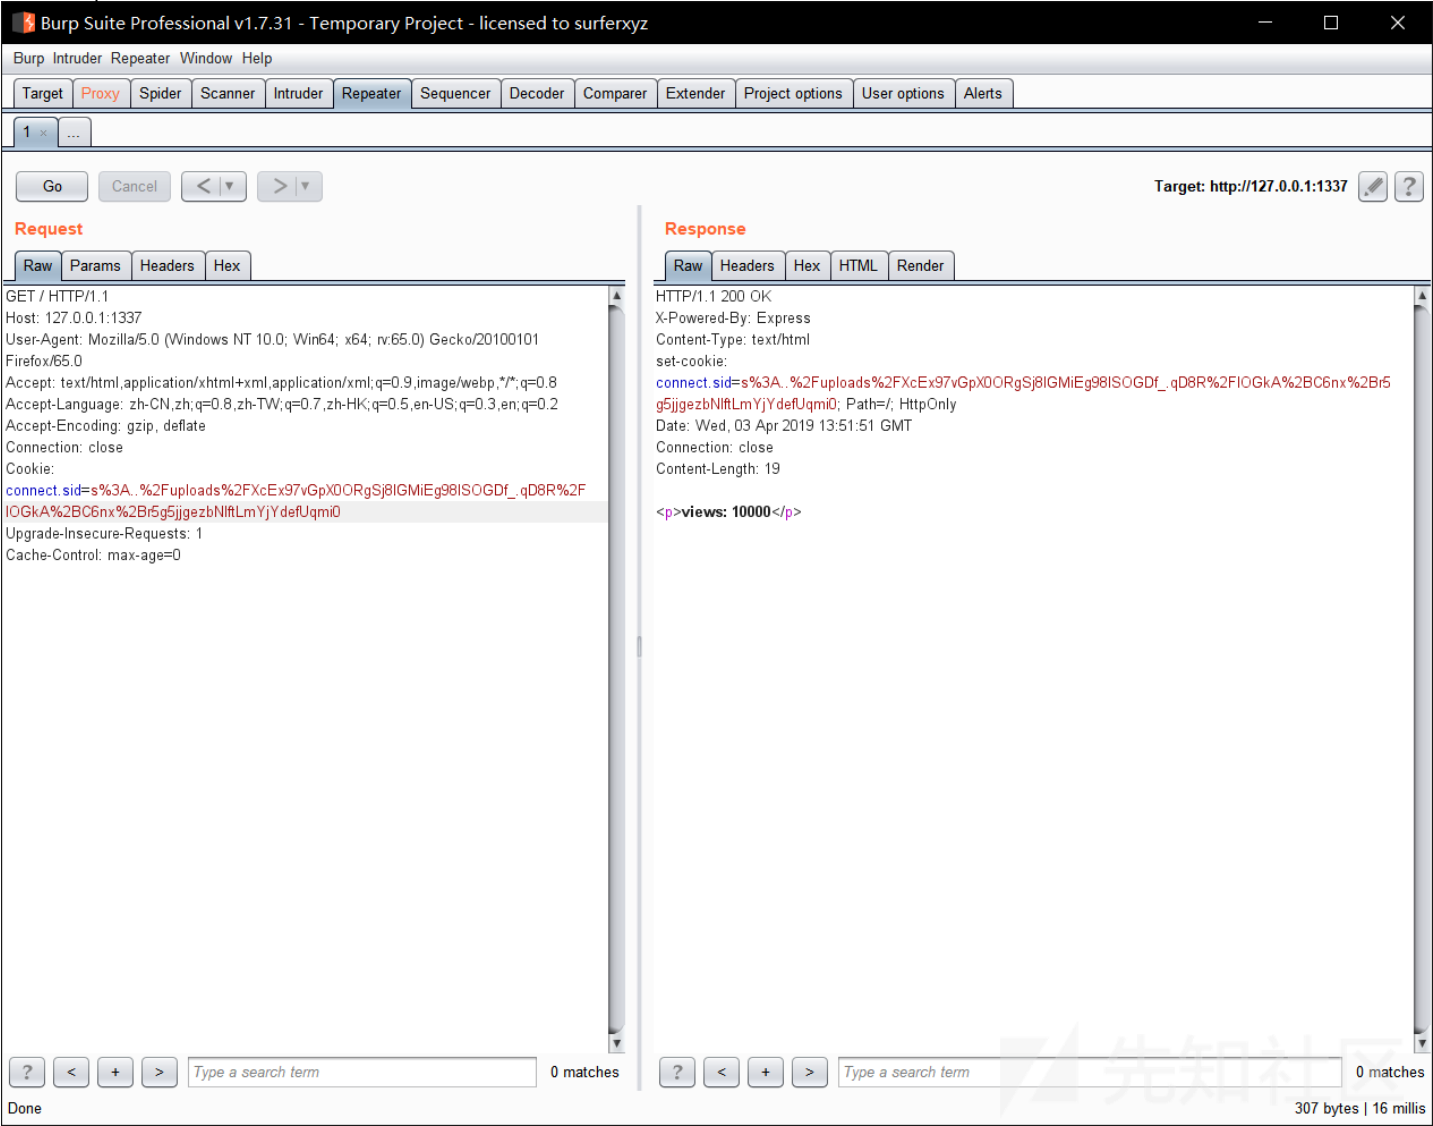 Burp Suite Professional v1.7.31 - Temporary Project - licensed to surferxyz
Burp Intruder Repeater Window Help
Target Proxy Spider Scanner Intruder Repeater Sequencer Decoder Comparer Extender Project options User options Alerts
1 × ...
Go Cancel < | ▼ > | ▼ Target: http://127.0.0.1:1337 ?
Request
Raw Params Headers Hex
GET / HTTP/1.1
Host: 127.0.0.1:1337
User-Agent: Mozilla/5.0 (Windows NT 10.0; Win64; x64; rv:65.0) Gecko/20100101
Firefox/65.0
Accept: text/html,application/xhtml+xml,application/xml;q=0.9,image/webp,*/*;q=0.8
Accept-Language: zh-CN,zh;q=0.8,zh-TW;q=0.7,zh-HK;q=0.5,en-US;q=0.3,en;q=0.2
Accept-Encoding: gzip, deflate
Connection: close
Cookie:
connect.sid=s%3A..%2Fuploads%2FXcEx97vGpX0ORgSj8IGMiEg98ISOGDf_.qD8R%2F
IOGkA%2BC6nx%2Br5g5jjgezbNIftLmYjYdefUqmi0
Upgrade-Insecure-Requests: 1
Cache-Control: max-age=0
? < + > Type a search term 0 matches
Response
Raw Headers Hex HTML Render
HTTP/1.1 200 OK
X-Powered-By: Express
Content-Type: text/html
set-cookie:
connect.sid=s%3A..%2Fuploads%2FXcEx97vGpX0ORgSj8IGMiEg98ISOGDf_.qD8R%2FIOGkA%2BC6nx%2Br5
g5jjgezbNIftLmYjYdefUqmi0; Path=/; HttpOnly
Date: Wed, 03 Apr 2019 13:51:51 GMT
Connection: close
Content-Length: 19
<p>views: 10000</p>
? < + > Type a search term 0 matches
先知社区
Done
307 bytes | 16 millis